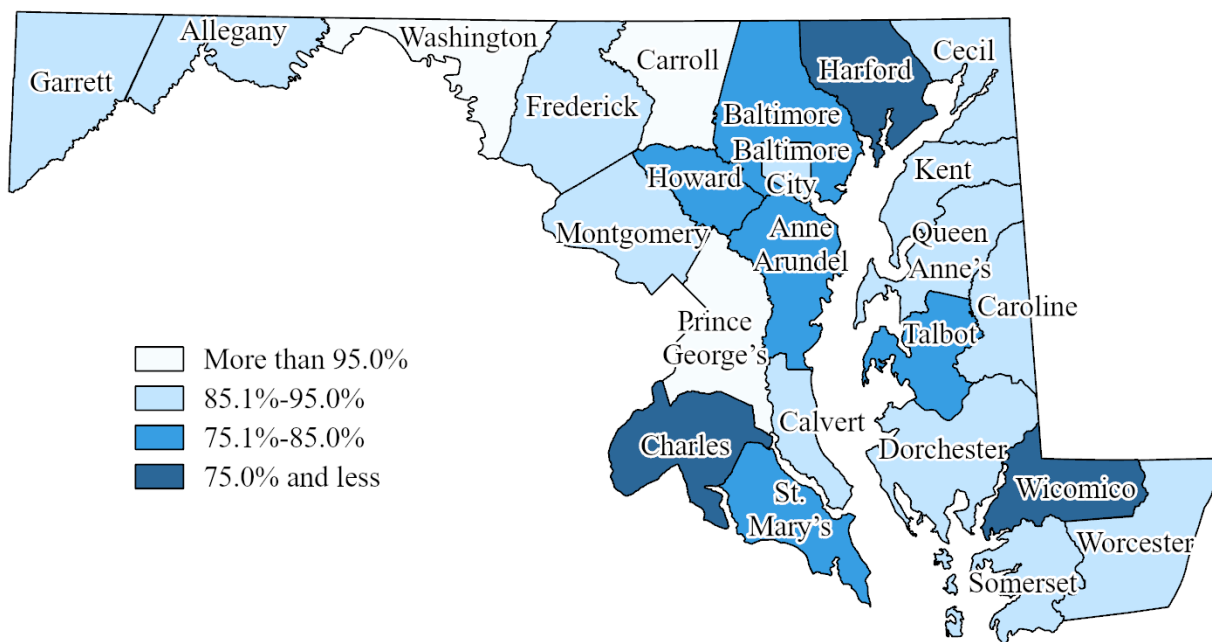 Allegany
Washington
Garrett
Carroll
Cecil
Harford
Frederick
Baltimore
Baltimore
City
Kent
Howard
Montgomery
Anne
Arundel
Queen
Anne's
Caroline
Prince
George's
Talbot
More than 95.0%
85.1%-95.0%
75.1%-85.0%
75.0% and less
Calvert
Charles
Dorchester
Wicomico
St.
Mary's
Worcester
Somerset